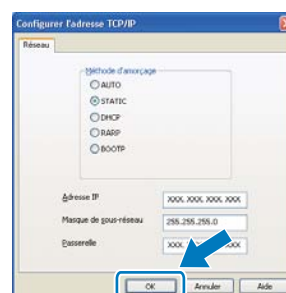 Configurer l'adresse TCP/IP
Réseau
Méthode d'amorçage
AUTO
STATIC
DHCP
RARP
BOOTP
Adresse IP XXX. XXX. XXX. XXX
Masque de sous-réseau 255.255.255.0
Passerelle XXX. XXX
OK Annuler Aide